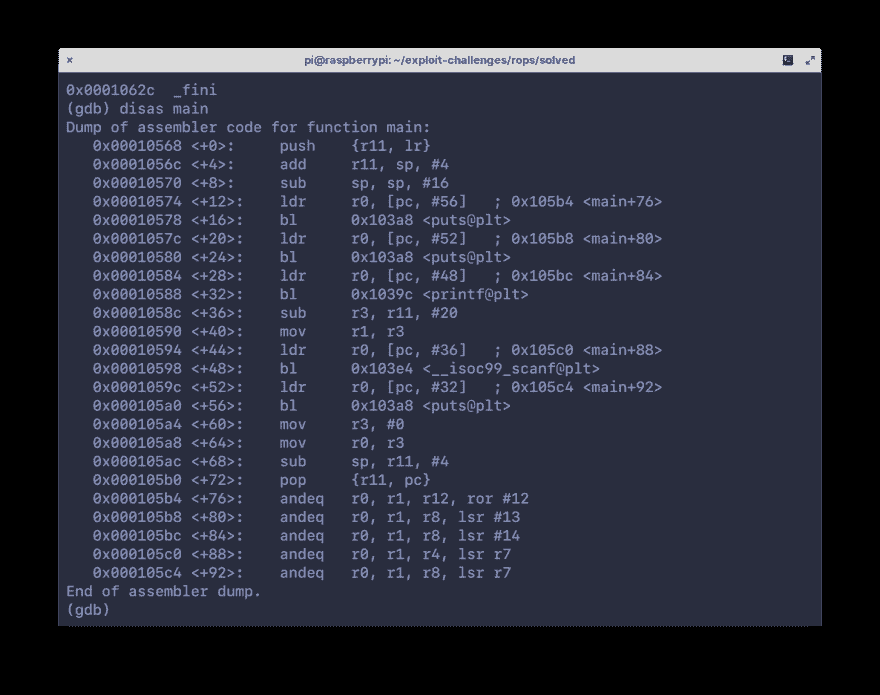 × pi@raspberrypi: ~/exploit-challenges/rops/solved
0x0001062c  _fini
(gdb) disas main
Dump of assembler code for function main:
   0x00010568 <+0>:     push    {r11, lr}
   0x0001056c <+4>:     add     r11, sp, #4
   0x00010570 <+8>:     sub     sp, sp, #16
   0x00010574 <+12>:    ldr     r0, [pc, #56]   ; 0x105b4 <main+76>
   0x00010578 <+16>:    bl      0x103a8 <puts@plt>
   0x0001057c <+20>:    ldr     r0, [pc, #52]   ; 0x105b8 <main+80>
   0x00010580 <+24>:    bl      0x103a8 <puts@plt>
   0x00010584 <+28>:    ldr     r0, [pc, #48]   ; 0x105bc <main+84>
   0x00010588 <+32>:    bl      0x1039c <printf@plt>
   0x0001058c <+36>:    sub     r3, r11, #20
   0x00010590 <+40>:    mov     r1, r3
   0x00010594 <+44>:    ldr     r0, [pc, #36]   ; 0x105c0 <main+88>
   0x00010598 <+48>:    bl      0x103e4 <__isoc99_scanf@plt>
   0x0001059c <+52>:    ldr     r0, [pc, #32]   ; 0x105c4 <main+92>
   0x000105a0 <+56>:    bl      0x103a8 <puts@plt>
   0x000105a4 <+60>:    mov     r3, #0
   0x000105a8 <+64>:    mov     r0, r3
   0x000105ac <+68>:    sub     sp, r11, #4
   0x000105b0 <+72>:    pop     {r11, pc}
   0x000105b4 <+76>:    andeq   r0, r1, r12, ror #12
   0x000105b8 <+80>:    andeq   r0, r1, r8, lsr #13
   0x000105bc <+84>:    andeq   r0, r1, r8, lsr #14
   0x000105c0 <+88>:    andeq   r0, r1, r4, lsr r7
   0x000105c4 <+92>:    andeq   r0, r1, r8, lsr r7
End of assembler dump.
(gdb)